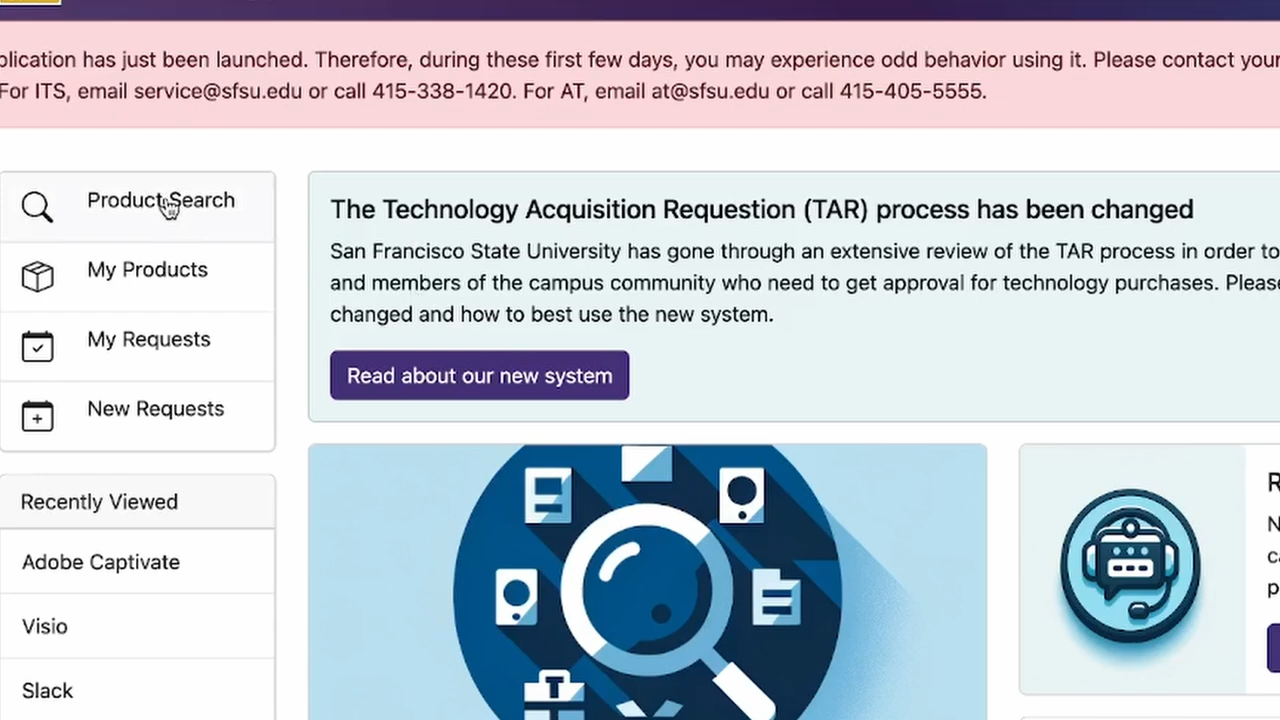 plication has just been launched. Therefore, during these first few days, you may experience odd behavior using it. Please contact your
For ITS, email service@sfsu.edu or call 415-338-1420. For AT, email at@sfsu.edu or call 415-405-5555.
Product Search
My Products
My Requests
New Requests
Recently Viewed
Adobe Captivate
Visio
Slack
The Technology Acquisition Requestion (TAR) process has been changed
San Francisco State University has gone through an extensive review of the TAR process in order to
and members of the campus community who need to get approval for technology purchases. Please
changed and how to best use the new system.
Read about our new system